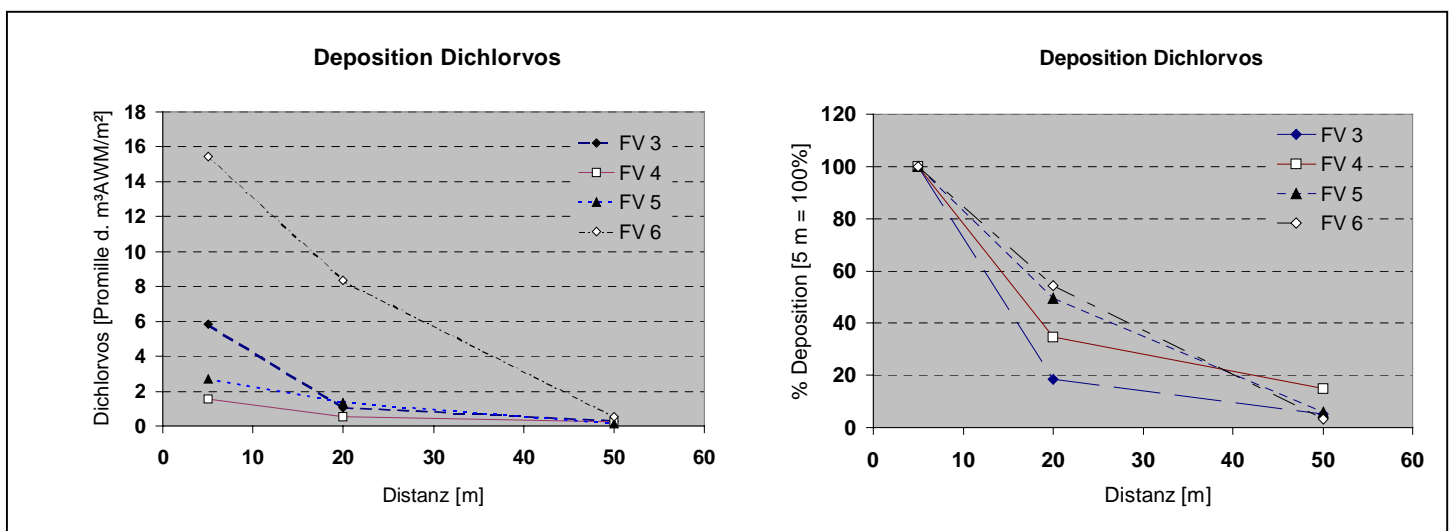 Deposition Dichlorvos
Dichlorvos [Promille d. m³AWM/m²]
18
16
14
12
10
8
6
4
2
0
0 10 20 30 40 50 60
Distanz [m]
FV 3
FV 4
FV 5
FV 6
Deposition Dichlorvos
% Deposition [5 m = 100%]
120
100
80
60
40
20
0
0 10 20 30 40 50 60
Distanz [m]
FV 3
FV 4
FV 5
FV 6